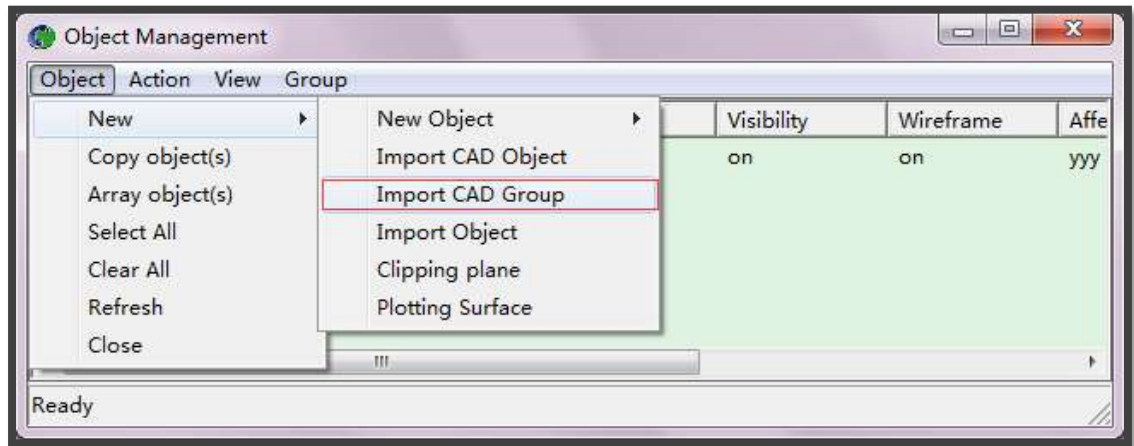 Object Management
Object Action View Group
New New Object Visibility Wireframe Affe
Copy object(s) Import CAD Object on on yyy
Array object(s) Import CAD Group
Select All Import Object
Clear All Clipping plane
Refresh Plotting Surface
Close
Ready